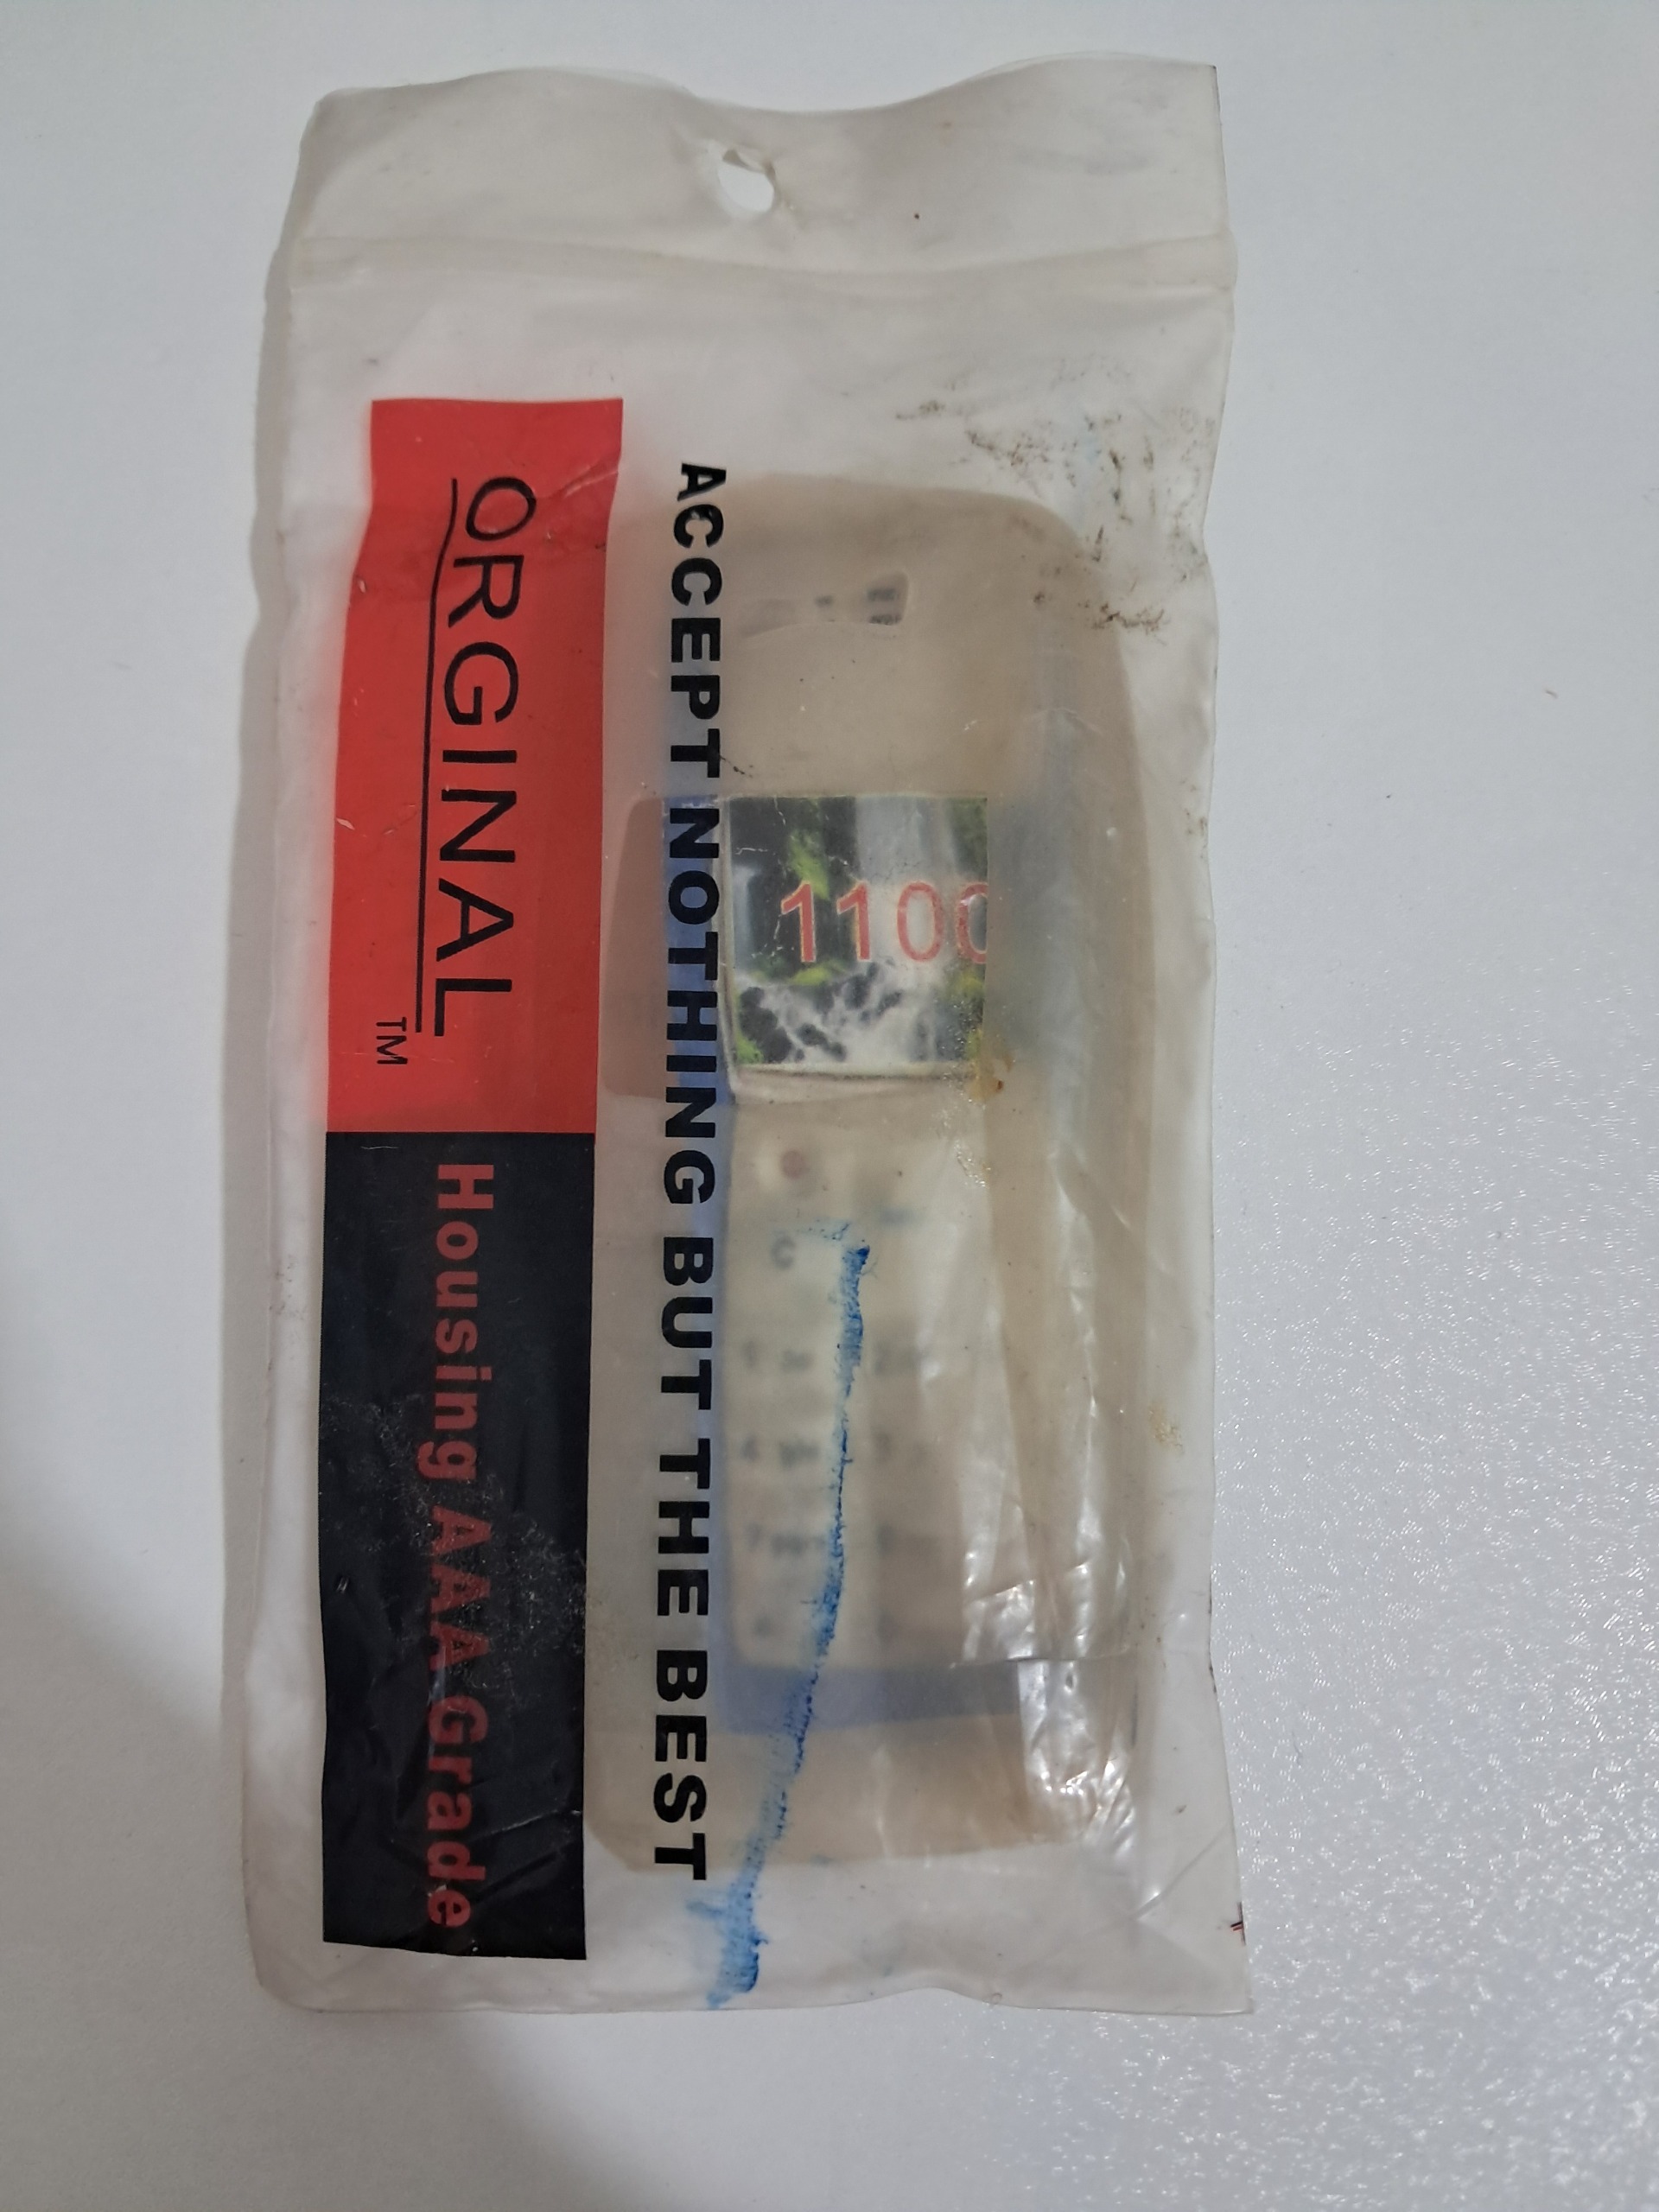 ORGINAL
TM
Housing AAA Grade
ACCEPT NOTHING BUT THE BEST
1100
C